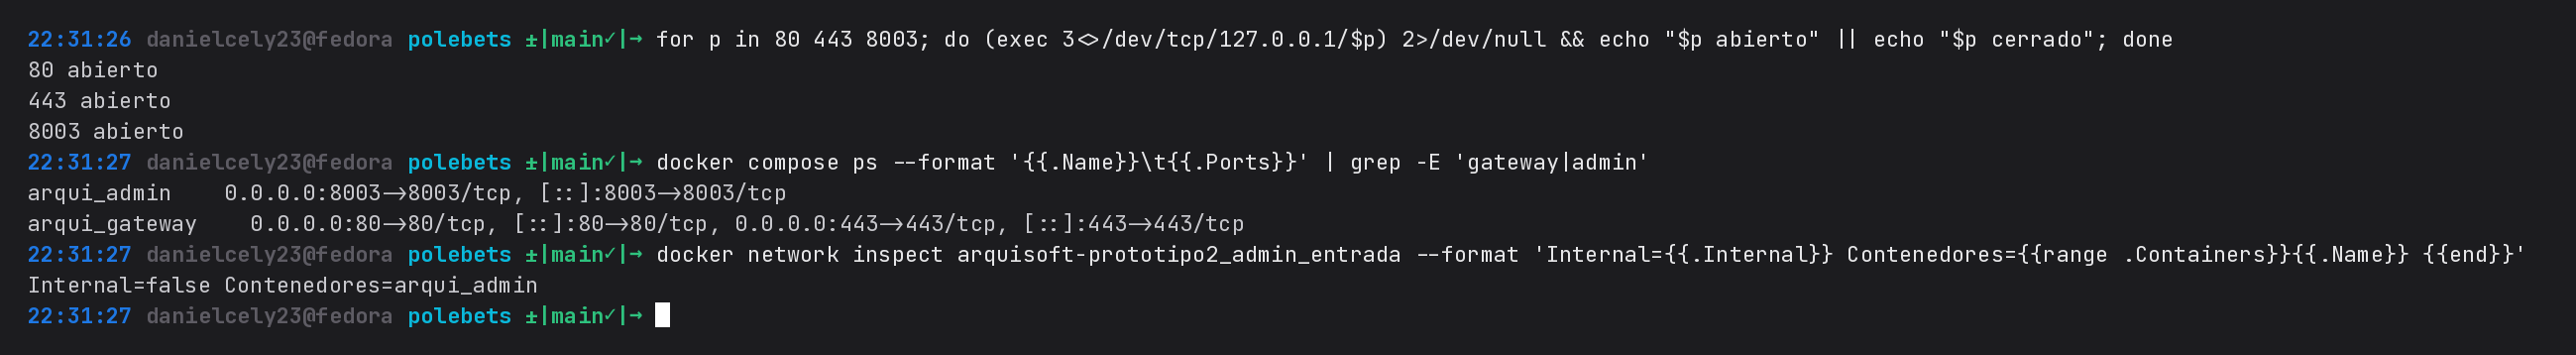 22:31:26 danielcely23@fedora polebets ±|main✓|→ for p in 80 443 8003; do (exec 3<>/dev/tcp/127.0.0.1/$p) 2>/dev/null && echo "$p abierto" || echo "$p cerrado"; done
80 abierto
443 abierto
8003 abierto
22:31:27 danielcely23@fedora polebets ±|main✓|→ docker compose ps --format '{{.Name}}\t{{.Ports}}' | grep -E 'gateway|admin'
arqui_admin    0.0.0.0:8003->8003/tcp, [::]:8003->8003/tcp
arqui_gateway    0.0.0.0:80->80/tcp, [::]:80->80/tcp, 0.0.0.0:443->443/tcp, [::]:443->443/tcp
22:31:27 danielcely23@fedora polebets ±|main✓|→ docker network inspect arquisoft-prototipo2_admin_entrada --format 'Internal={{.Internal}} Contenedores={{range .Containers}}{{.Name}} {{end}}'
Internal=false Contenedores=arqui_admin
22:31:27 danielcely23@fedora polebets ±|main✓|→